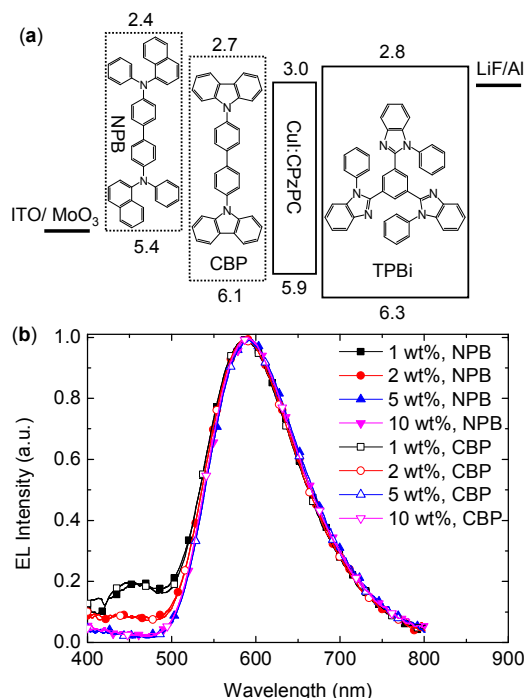 (a)
2.4
2.7
3.0
2.8
LiF/Al
N
N
NPB
N
N
CBP
CuI:CPzPC
N
N
N
N
N
N
TPBi
ITO/ MoO₃
5.4
6.1
5.9
6.3
(b)
1.0
0.8
0.6
0.4
0.2
0.0
EL Intensity (a.u.)
1 wt%, NPB
2 wt%, NPB
5 wt%, NPB
10 wt%, NPB
1 wt%, CBP
2 wt%, CBP
5 wt%, CBP
10 wt%, CBP
400 500 600 700 800 900
Wavelength (nm)